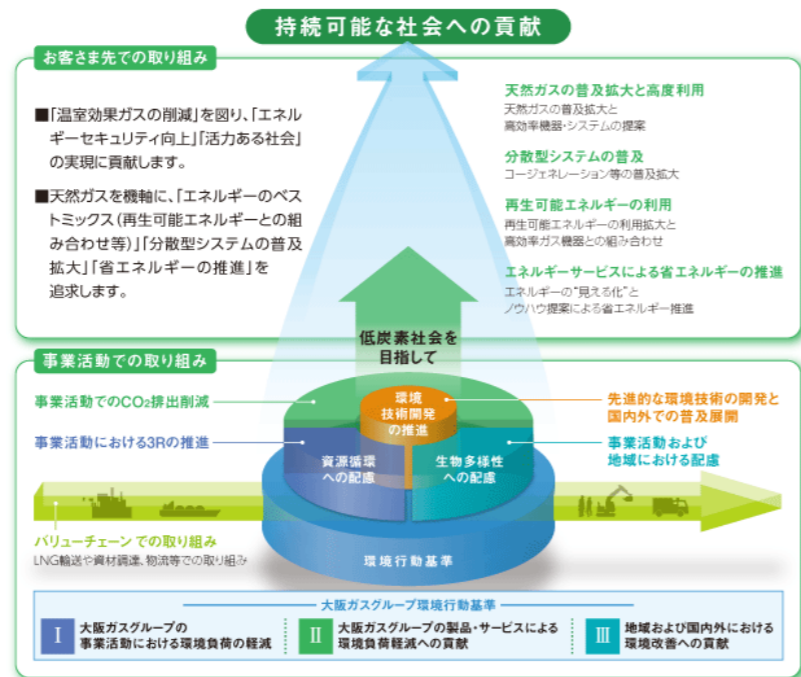 持続可能な社会への貢献
お客さま先での取り組み
■「温室効果ガスの削減」を図り、「エネル
ギーセキュリティ向上」「活力ある社会」
の実現に貢献します。
■天然ガスを機軸に、「エネルギーのベス
トミックス（再生可能エネルギーとの組
み合わせ等）」「分散型システムの普及
拡大」「省エネルギーの推進」を
追求します。
天然ガスの普及拡大と高度利用
天然ガスの普及拡大と
高効率機器・システムの提案
分散型システムの普及
コージェネレーション等の普及拡大
再生可能エネルギーの利用
再生可能エネルギーの利用拡大と
高効率ガス機器との組み合わせ
エネルギーサービスによる省エネルギーの推進
エネルギーの“見える化”と
ノウハウ提案による省エネルギー推進
低炭素社会を
目指して
事業活動での取り組み
事業活動でのCO₂排出削減
事業活動における3Rの推進
環境
技術開発
の推進
資源循環
への配慮
生物多様性
への配慮
先進的な環境技術の開発と
国内外での普及展開
事業活動および
地域における配慮
バリューチェーンでの取り組み
LNG輸送や資材調達、物流等での取り組み
環境行動基準
大阪ガスグループ環境行動基準
I 大阪ガスグループの
事業活動における環境負荷の軽減
II 大阪ガスグループの製品・サービスによる
環境負荷軽減への貢献
III 地域および国内外における
環境改善への貢献